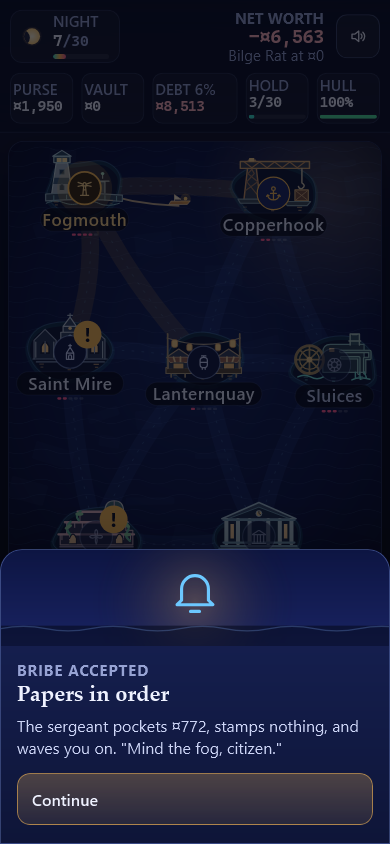 NIGHT
7/30
NET WORTH
−¤6,563
Bilge Rat at ¤0
PURSE
¤1,950
VAULT
¤0
DEBT 6%
¤8,513
HOLD
3/30
HULL
100%
Fogmouth
Copperhook
Saint Mire
Lanternquay
Sluices
BRIBE ACCEPTED
Papers in order
The sergeant pockets ¤772, stamps nothing, and
waves you on. "Mind the fog, citizen."
Continue